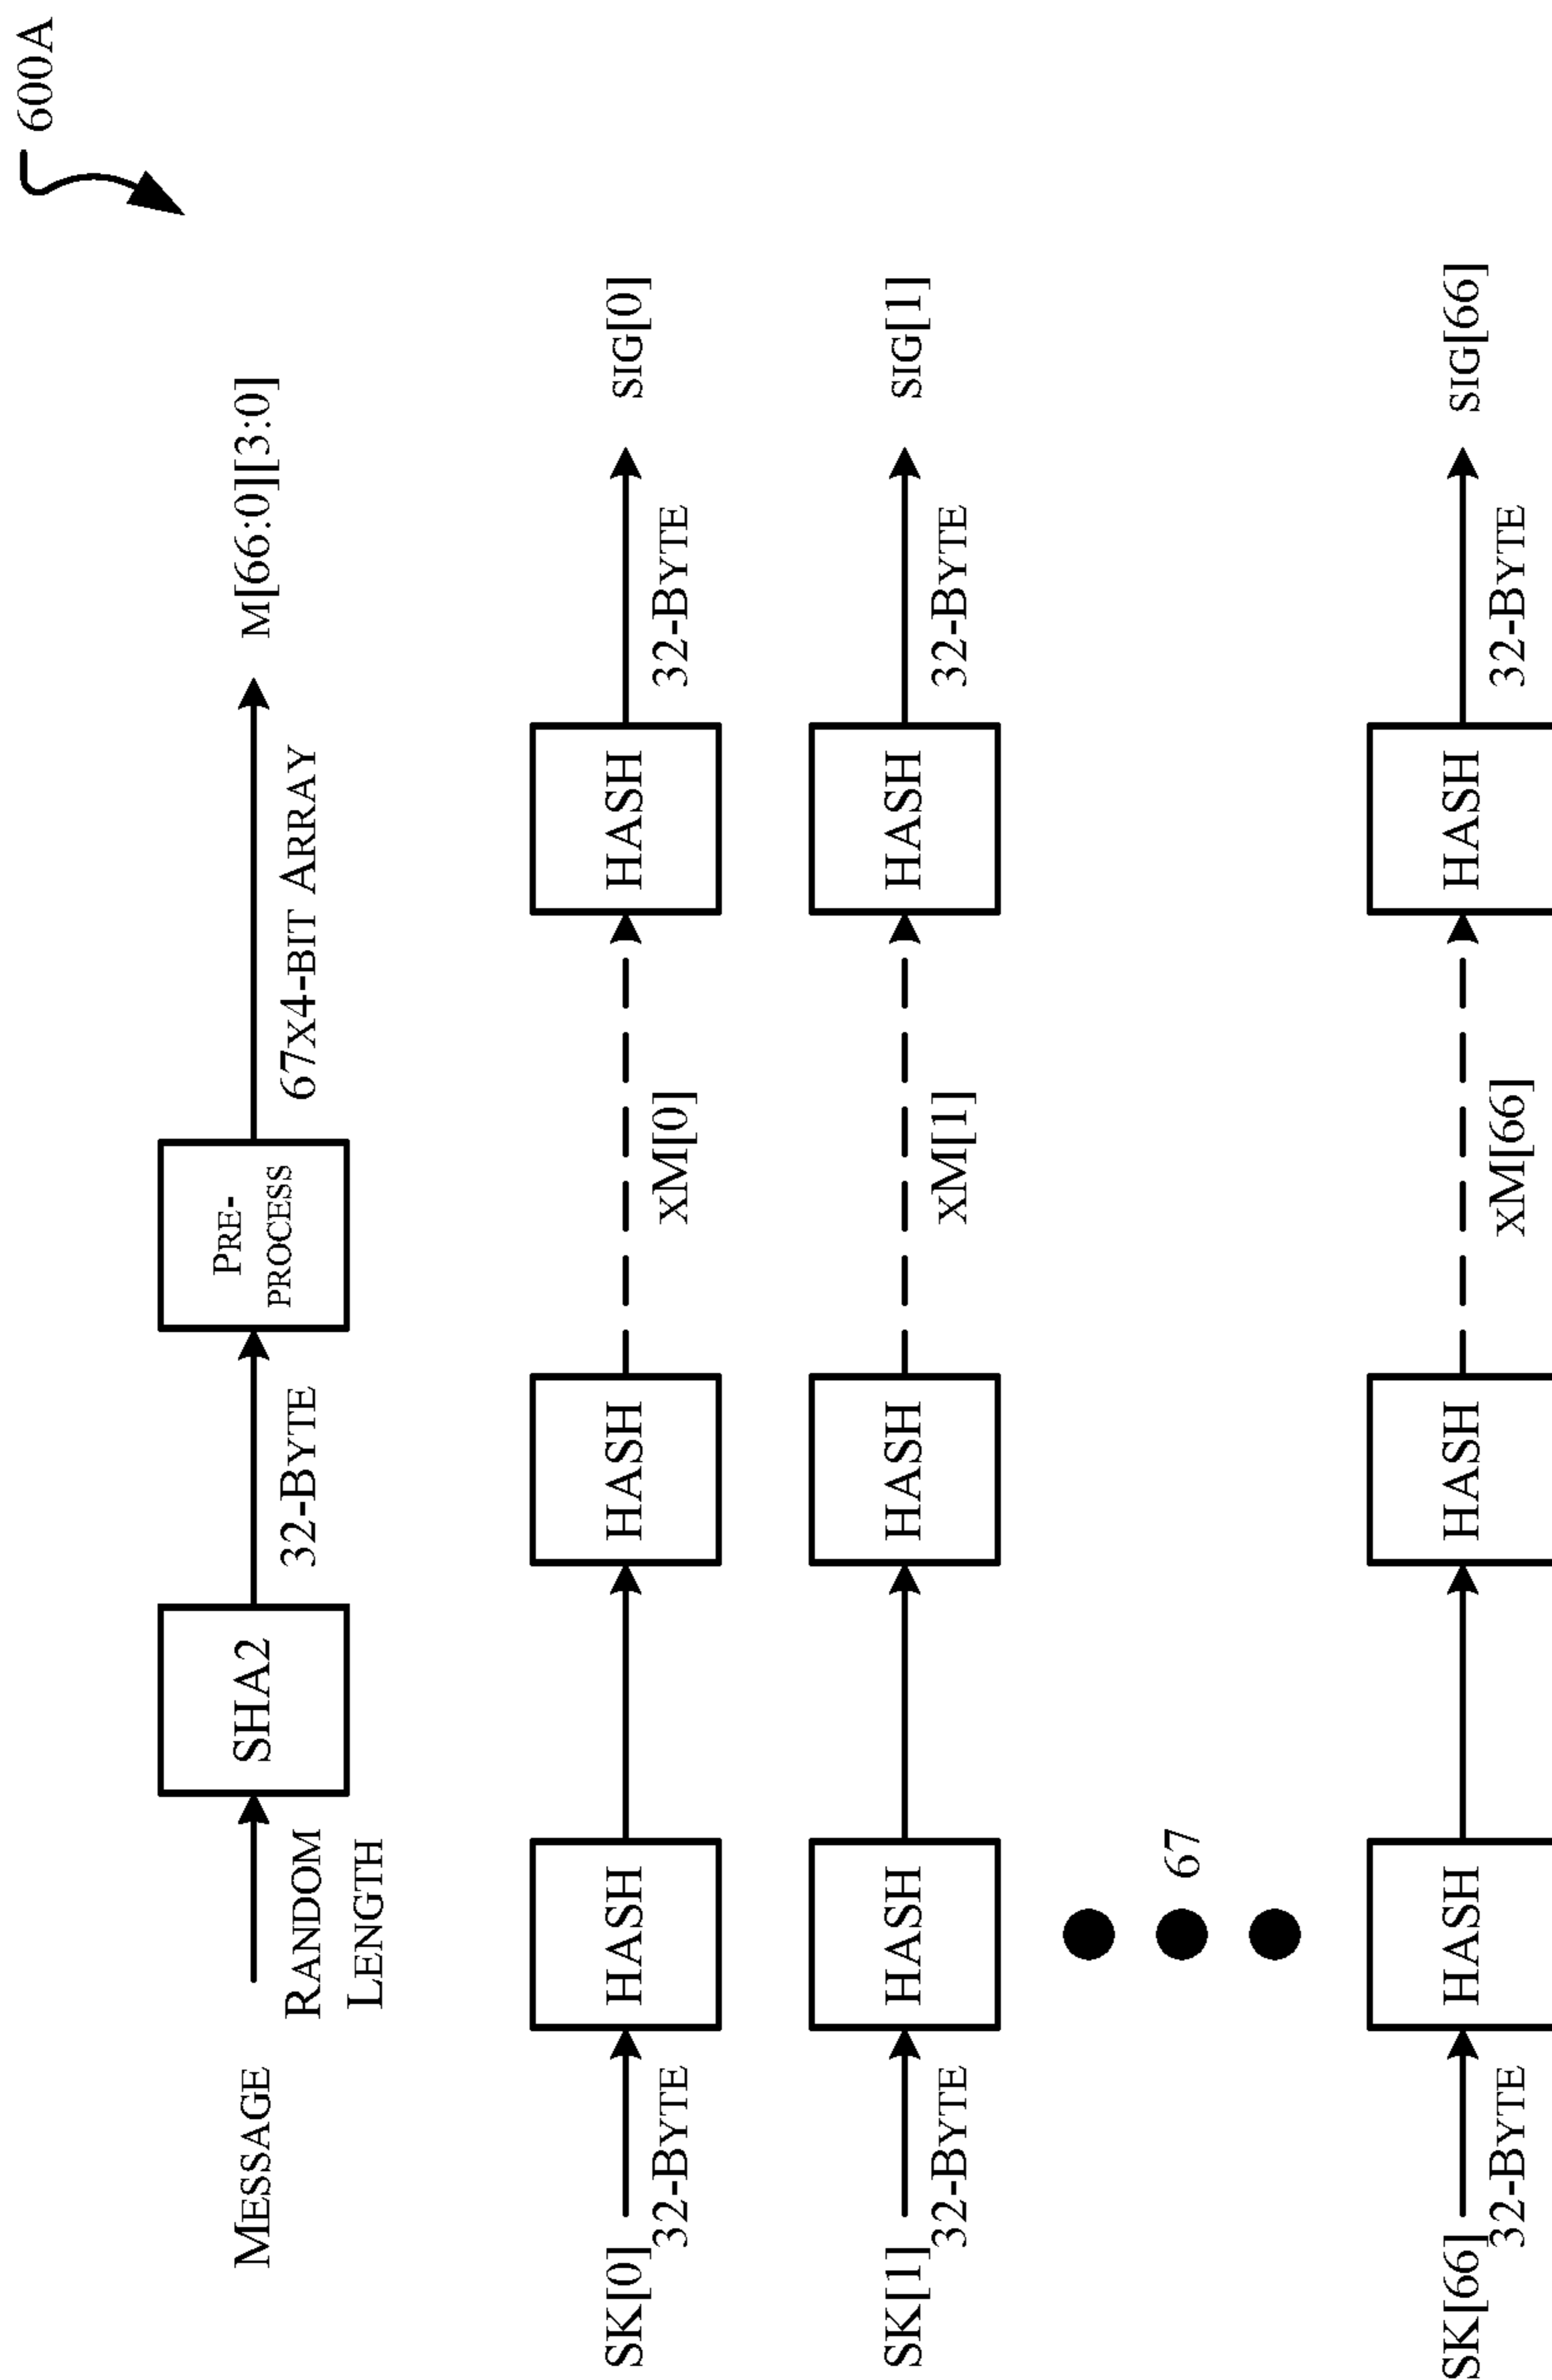 600A
MESSAGE
RANDOM
LENGTH
SHA2
32-BYTE
PRE-
PROCESS
67X4-BIT ARRAY
M[66:0][3:0]
SK[0]
32-BYTE
HASH
HASH
XM[0]
HASH
32-BYTE
SIG[0]
SK[1]
32-BYTE
HASH
HASH
XM[1]
HASH
32-BYTE
SIG[1]
67
SK[66]
32-BYTE
HASH
HASH
XM[66]
HASH
32-BYTE
SIG[66]